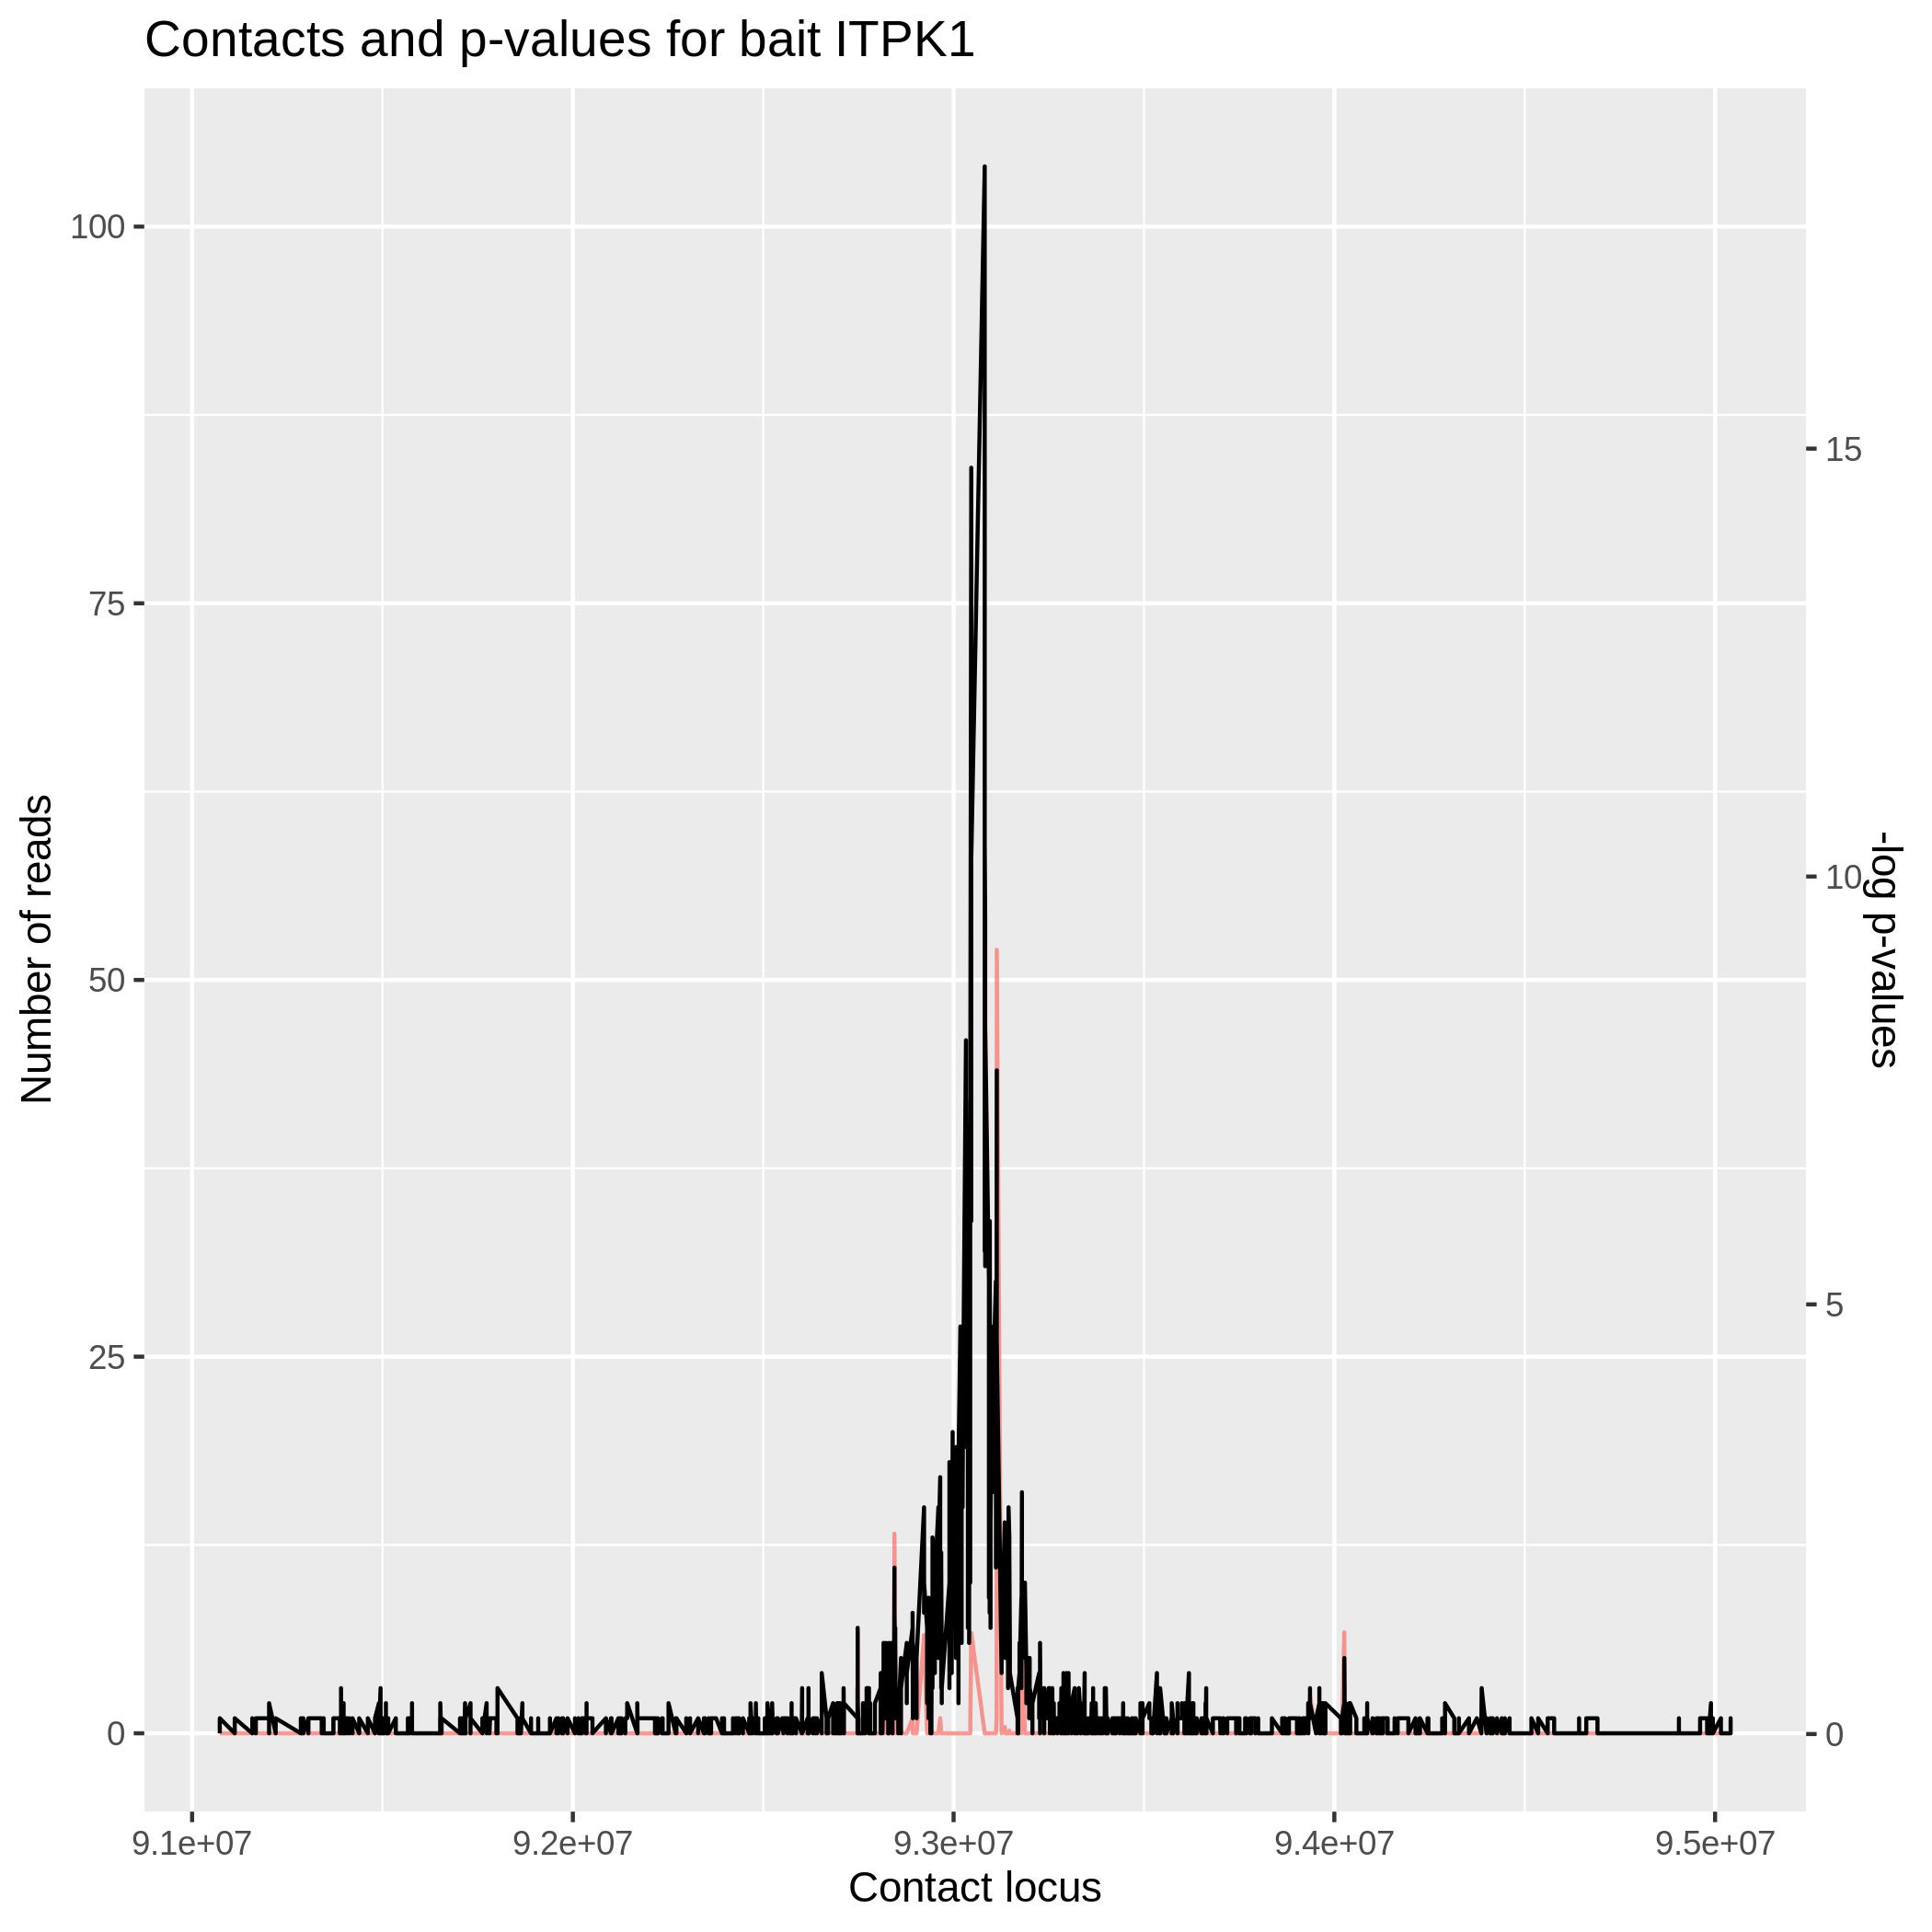 Contacts and p-values for bait ITPK1
100
75
50
25
0
Number of reads
15
10
5
0
-log p-values
9.1e+07
9.2e+07
9.3e+07
9.4e+07
9.5e+07
Contact locus